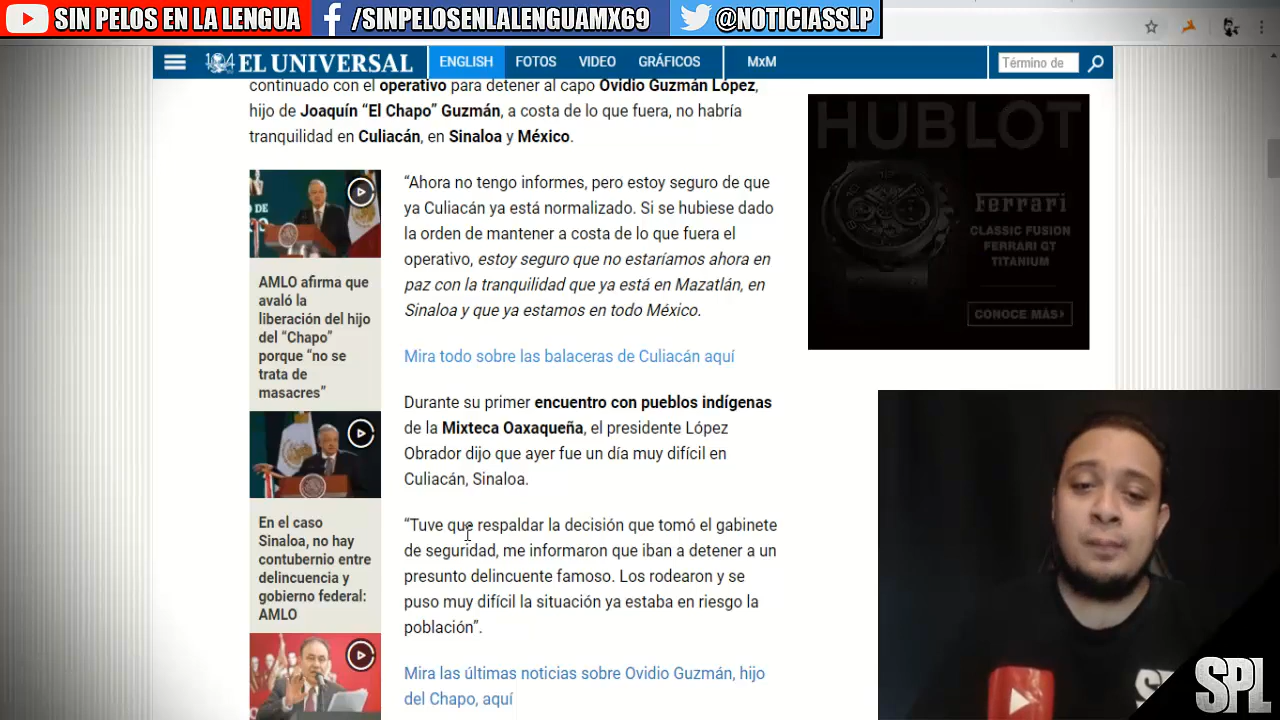 SIN PELOS EN LA LENGUA
/SINPELOSENLALENGUAMX69
@NOTICIASSLP
104 EL UNIVERSAL
ENGLISH FOTOS VIDEO GRÁFICOS MxM
Término de
continuado con el operativo para detener al capo Ovidio Guzmán López,
hijo de Joaquín “El Chapo” Guzmán, a costa de lo que fuera, no habría
tranquilidad en Culiacán, en Sinaloa y México.
AMLO afirma que
avaló la
liberación del hijo
del “Chapo”
porque “no se
trata de
masacres”
En el caso
Sinaloa, no hay
contubernio entre
delincuencia y
gobierno federal:
AMLO
“Ahora no tengo informes, pero estoy seguro de que
ya Culiacán ya está normalizado. Si se hubiese dado
la orden de mantener a costa de lo que fuera el
operativo, estoy seguro que no estaríamos ahora en
paz con la tranquilidad que ya está en Mazatlán, en
Sinaloa y que ya estamos en todo México.
Mira todo sobre las balaceras de Culiacán aquí
Durante su primer encuentro con pueblos indígenas
de la Mixteca Oaxaqueña, el presidente López
Obrador dijo que ayer fue un día muy difícil en
Culiacán, Sinaloa.
“Tuve que respaldar la decisión que tomó el gabinete
de seguridad, me informaron que iban a detener a un
presunto delincuente famoso. Los rodearon y se
puso muy difícil la situación ya estaba en riesgo la
población”.
Mira las últimas noticias sobre Ovidio Guzmán, hijo
del Chapo, aquí
HUBLOT
Ferrari
CLASSIC FUSION
FERRARI GT
TITANIUM
CONOCE MÁS
SPL